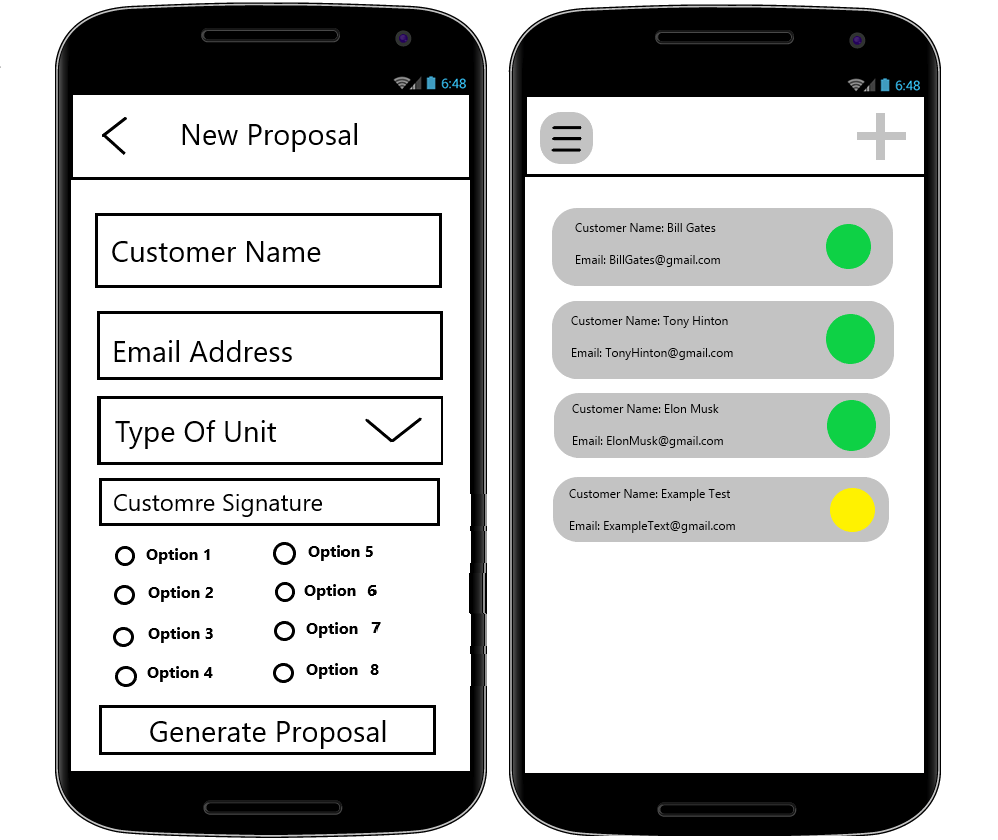 6:48
New Proposal
Customer Name
Email Address
Type Of Unit
Customre Signature
Option 1
Option 5
Option 2
Option 6
Option 3
Option 7
Option 4
Option 8
Generate Proposal
6:48
Customer Name: Bill Gates
Email: BillGates@gmail.com
Customer Name: Tony Hinton
Email: TonyHinton@gmail.com
Customer Name: Elon Musk
Email: ElonMusk@gmail.com
Customer Name: Example Test
Email: ExampleText@gmail.com